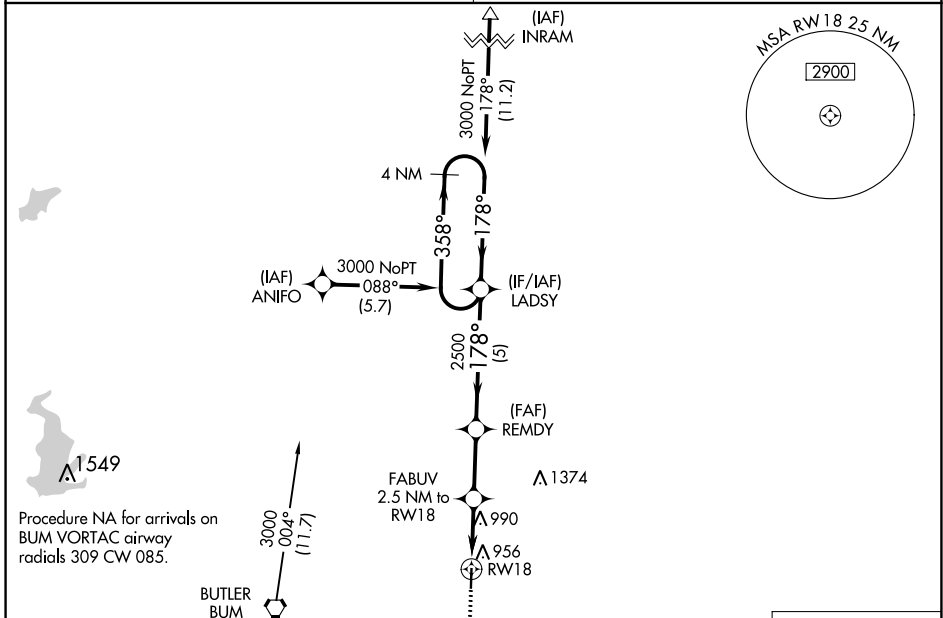 (IAF)
INRAM
3000 NoPT
178°
(11.2)
MSA RW18 25 NM
2900
4 NM
358°
178°
(IAF)
ANIFO
3000 NoPT
088°
(5.7)
(IF/IAF)
LADSY
2500
178°
(5)
(FAF)
REMDY
1549
1374
FABUV
2.5 NM to
RW18
990
956
RW18
Procedure NA for arrivals on
BUM VORTAC airway
radials 309 CW 085.
3000
004°
(11.7)
BUTLER
BUM